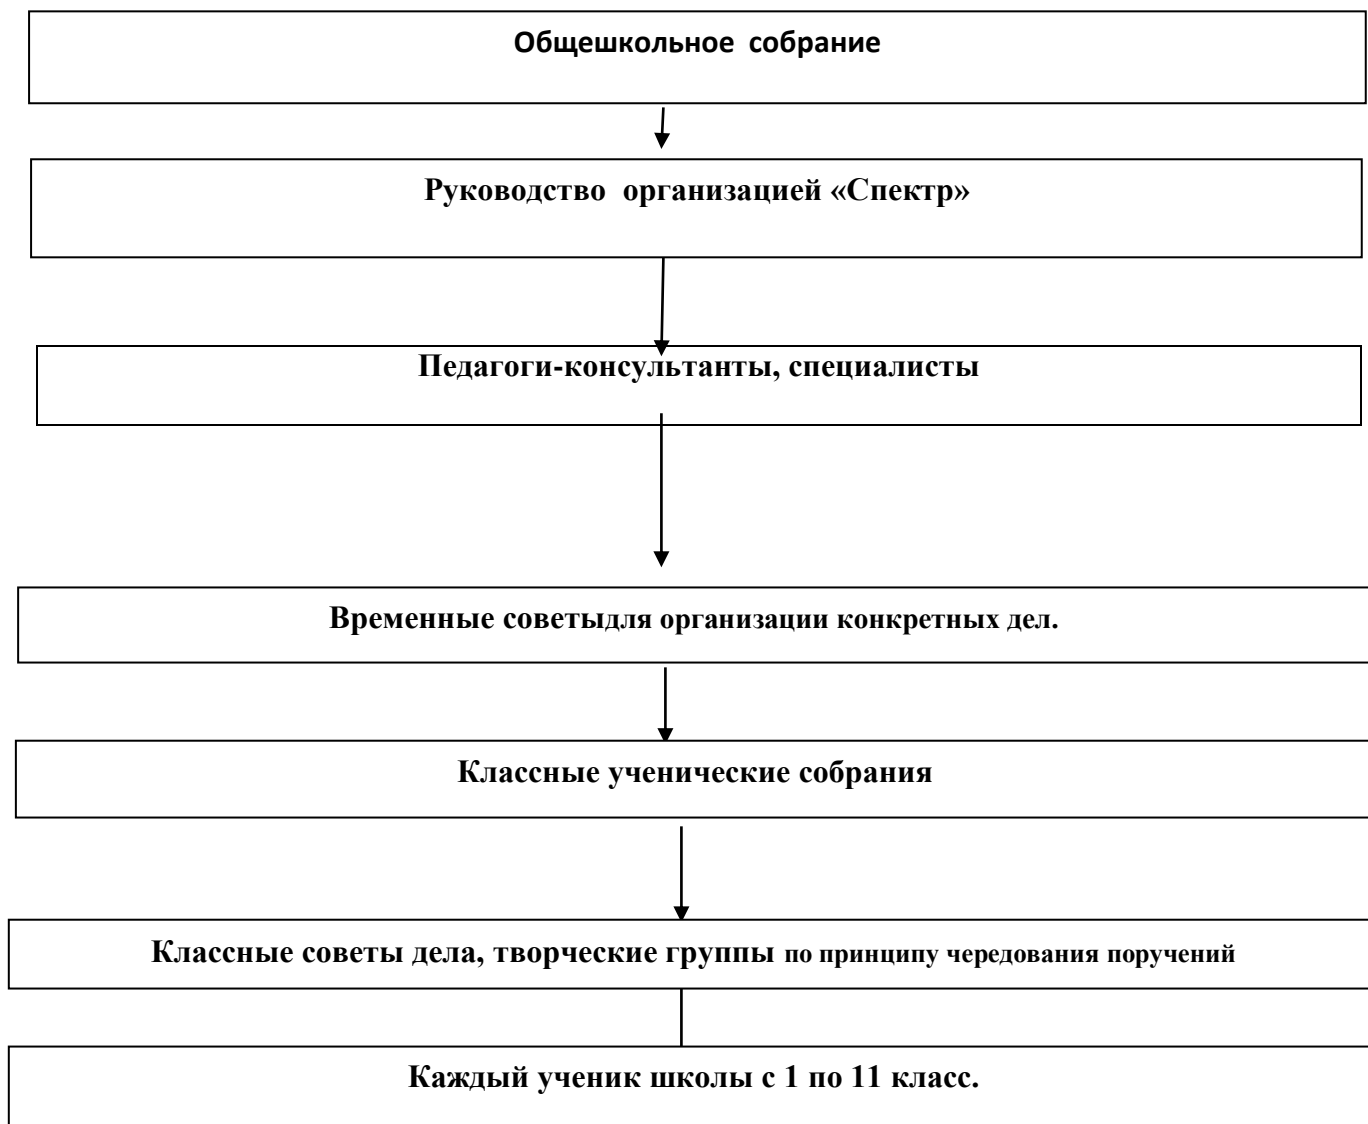 Общешкольное  собрание
Руководство  организацией «Спектр»
Педагоги-консультанты, специалисты
Временные советыдля организации конкретных дел.
Классные ученические собрания
Классные советы дела, творческие группы по принципу чередования поручений
Каждый ученик школы с 1 по 11 класс.